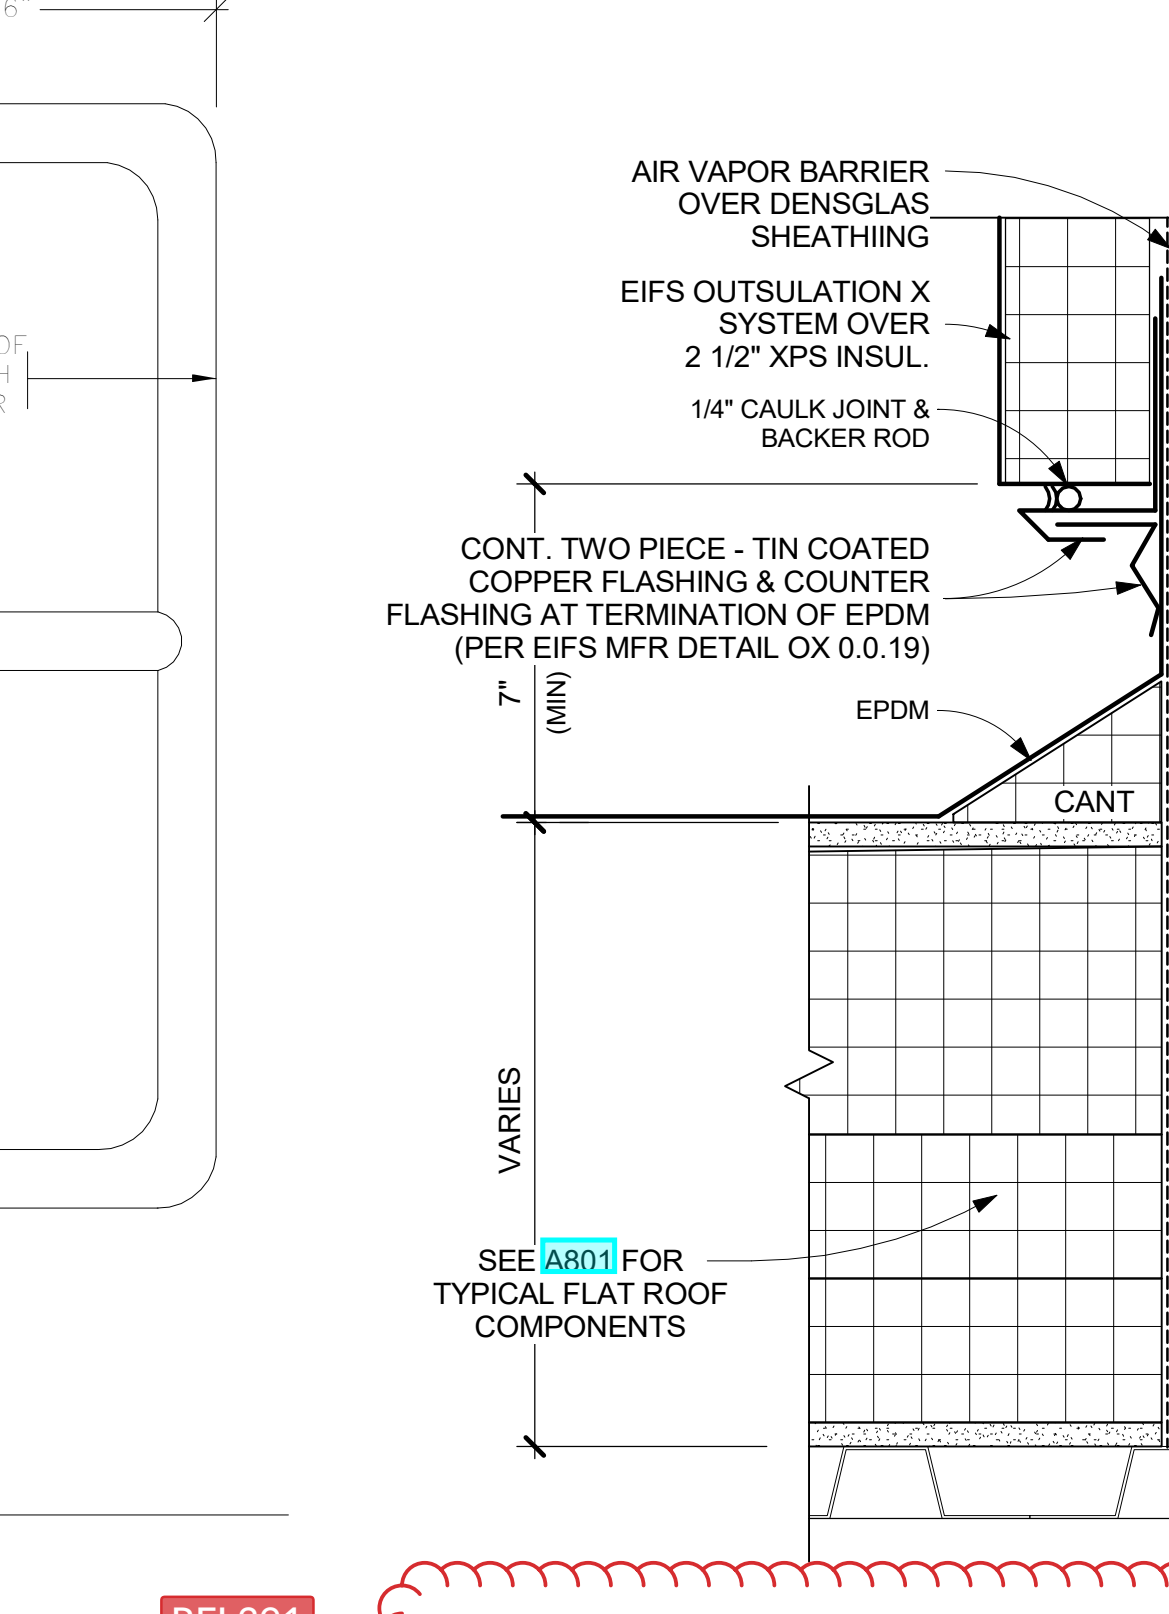 6"
OF
H
R
AIR VAPOR BARRIER
OVER DENSGLAS
SHEATHIING
EIFS OUTSULATION X
SYSTEM OVER
2 1/2" XPS INSUL.
1/4" CAULK JOINT &
BACKER ROD
CONT. TWO PIECE - TIN COATED
COPPER FLASHING & COUNTER
FLASHING AT TERMINATION OF EPDM
(PER EIFS MFR DETAIL OX 0.0.19)
7"
(MIN)
EPDM
CANT
VARIES
SEE A801 FOR
TYPICAL FLAT ROOF
COMPONENTS